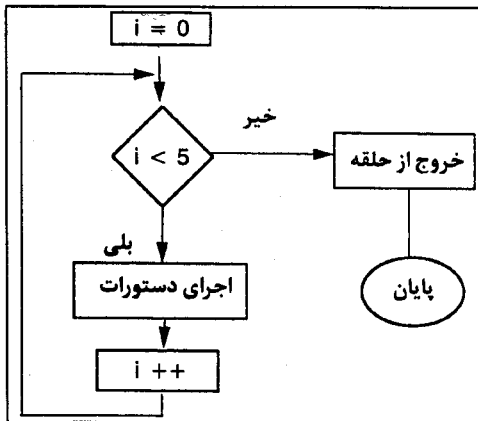 i = 0
i < 5
خیر
خروج از حلقه
بلی
اجرای دستورات
پایان
i ++